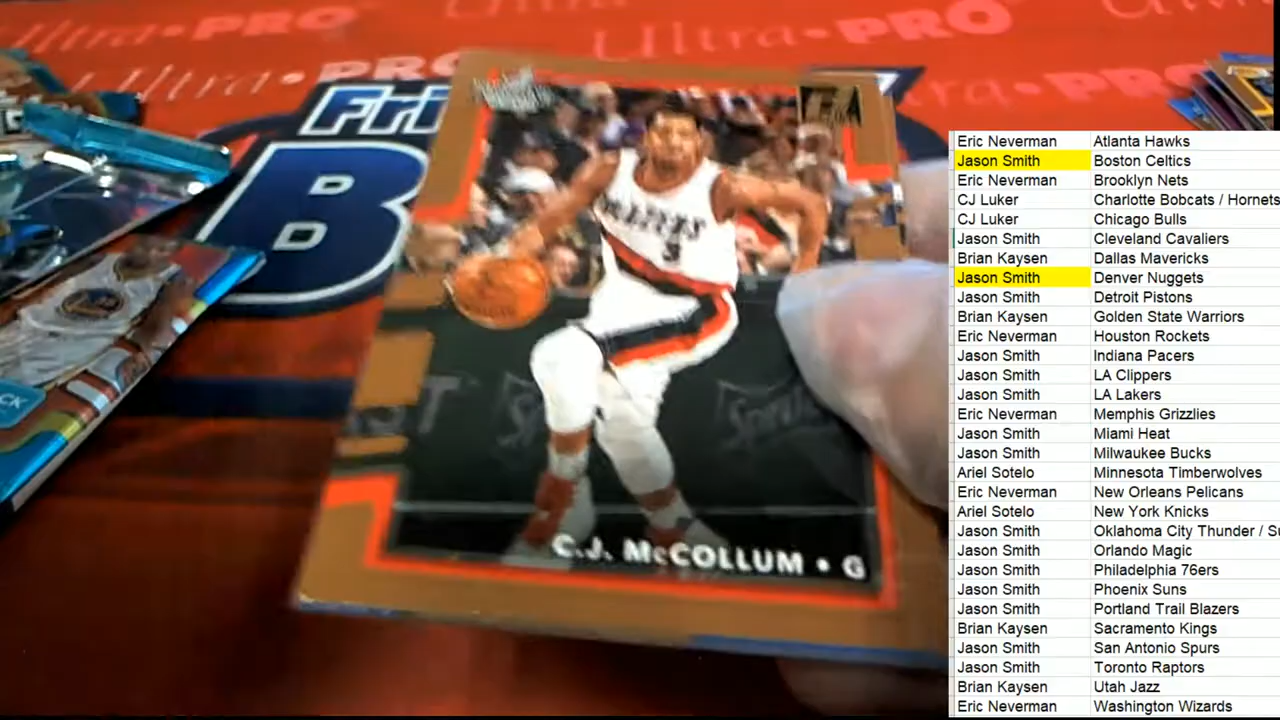 Ultra PRO
Ultra PRO
Ultra PRO
Fri
B
D
D
BLAZERS
3
C.J. McCOLLUM • G
CK
Eric Neverman Atlanta Hawks
Jason Smith Boston Celtics
Eric Neverman Brooklyn Nets
CJ Luker Charlotte Bobcats / Hornets
CJ Luker Chicago Bulls
Jason Smith Cleveland Cavaliers
Brian Kaysen Dallas Mavericks
Jason Smith Denver Nuggets
Jason Smith Detroit Pistons
Brian Kaysen Golden State Warriors
Eric Neverman Houston Rockets
Jason Smith Indiana Pacers
Jason Smith LA Clippers
Jason Smith LA Lakers
Eric Neverman Memphis Grizzlies
Jason Smith Miami Heat
Jason Smith Milwaukee Bucks
Ariel Sotelo Minnesota Timberwolves
Eric Neverman New Orleans Pelicans
Ariel Sotelo New York Knicks
Jason Smith Oklahoma City Thunder / S
Jason Smith Orlando Magic
Jason Smith Philadelphia 76ers
Jason Smith Phoenix Suns
Jason Smith Portland Trail Blazers
Brian Kaysen Sacramento Kings
Jason Smith San Antonio Spurs
Jason Smith Toronto Raptors
Brian Kaysen Utah Jazz
Eric Neverman Washington Wizards